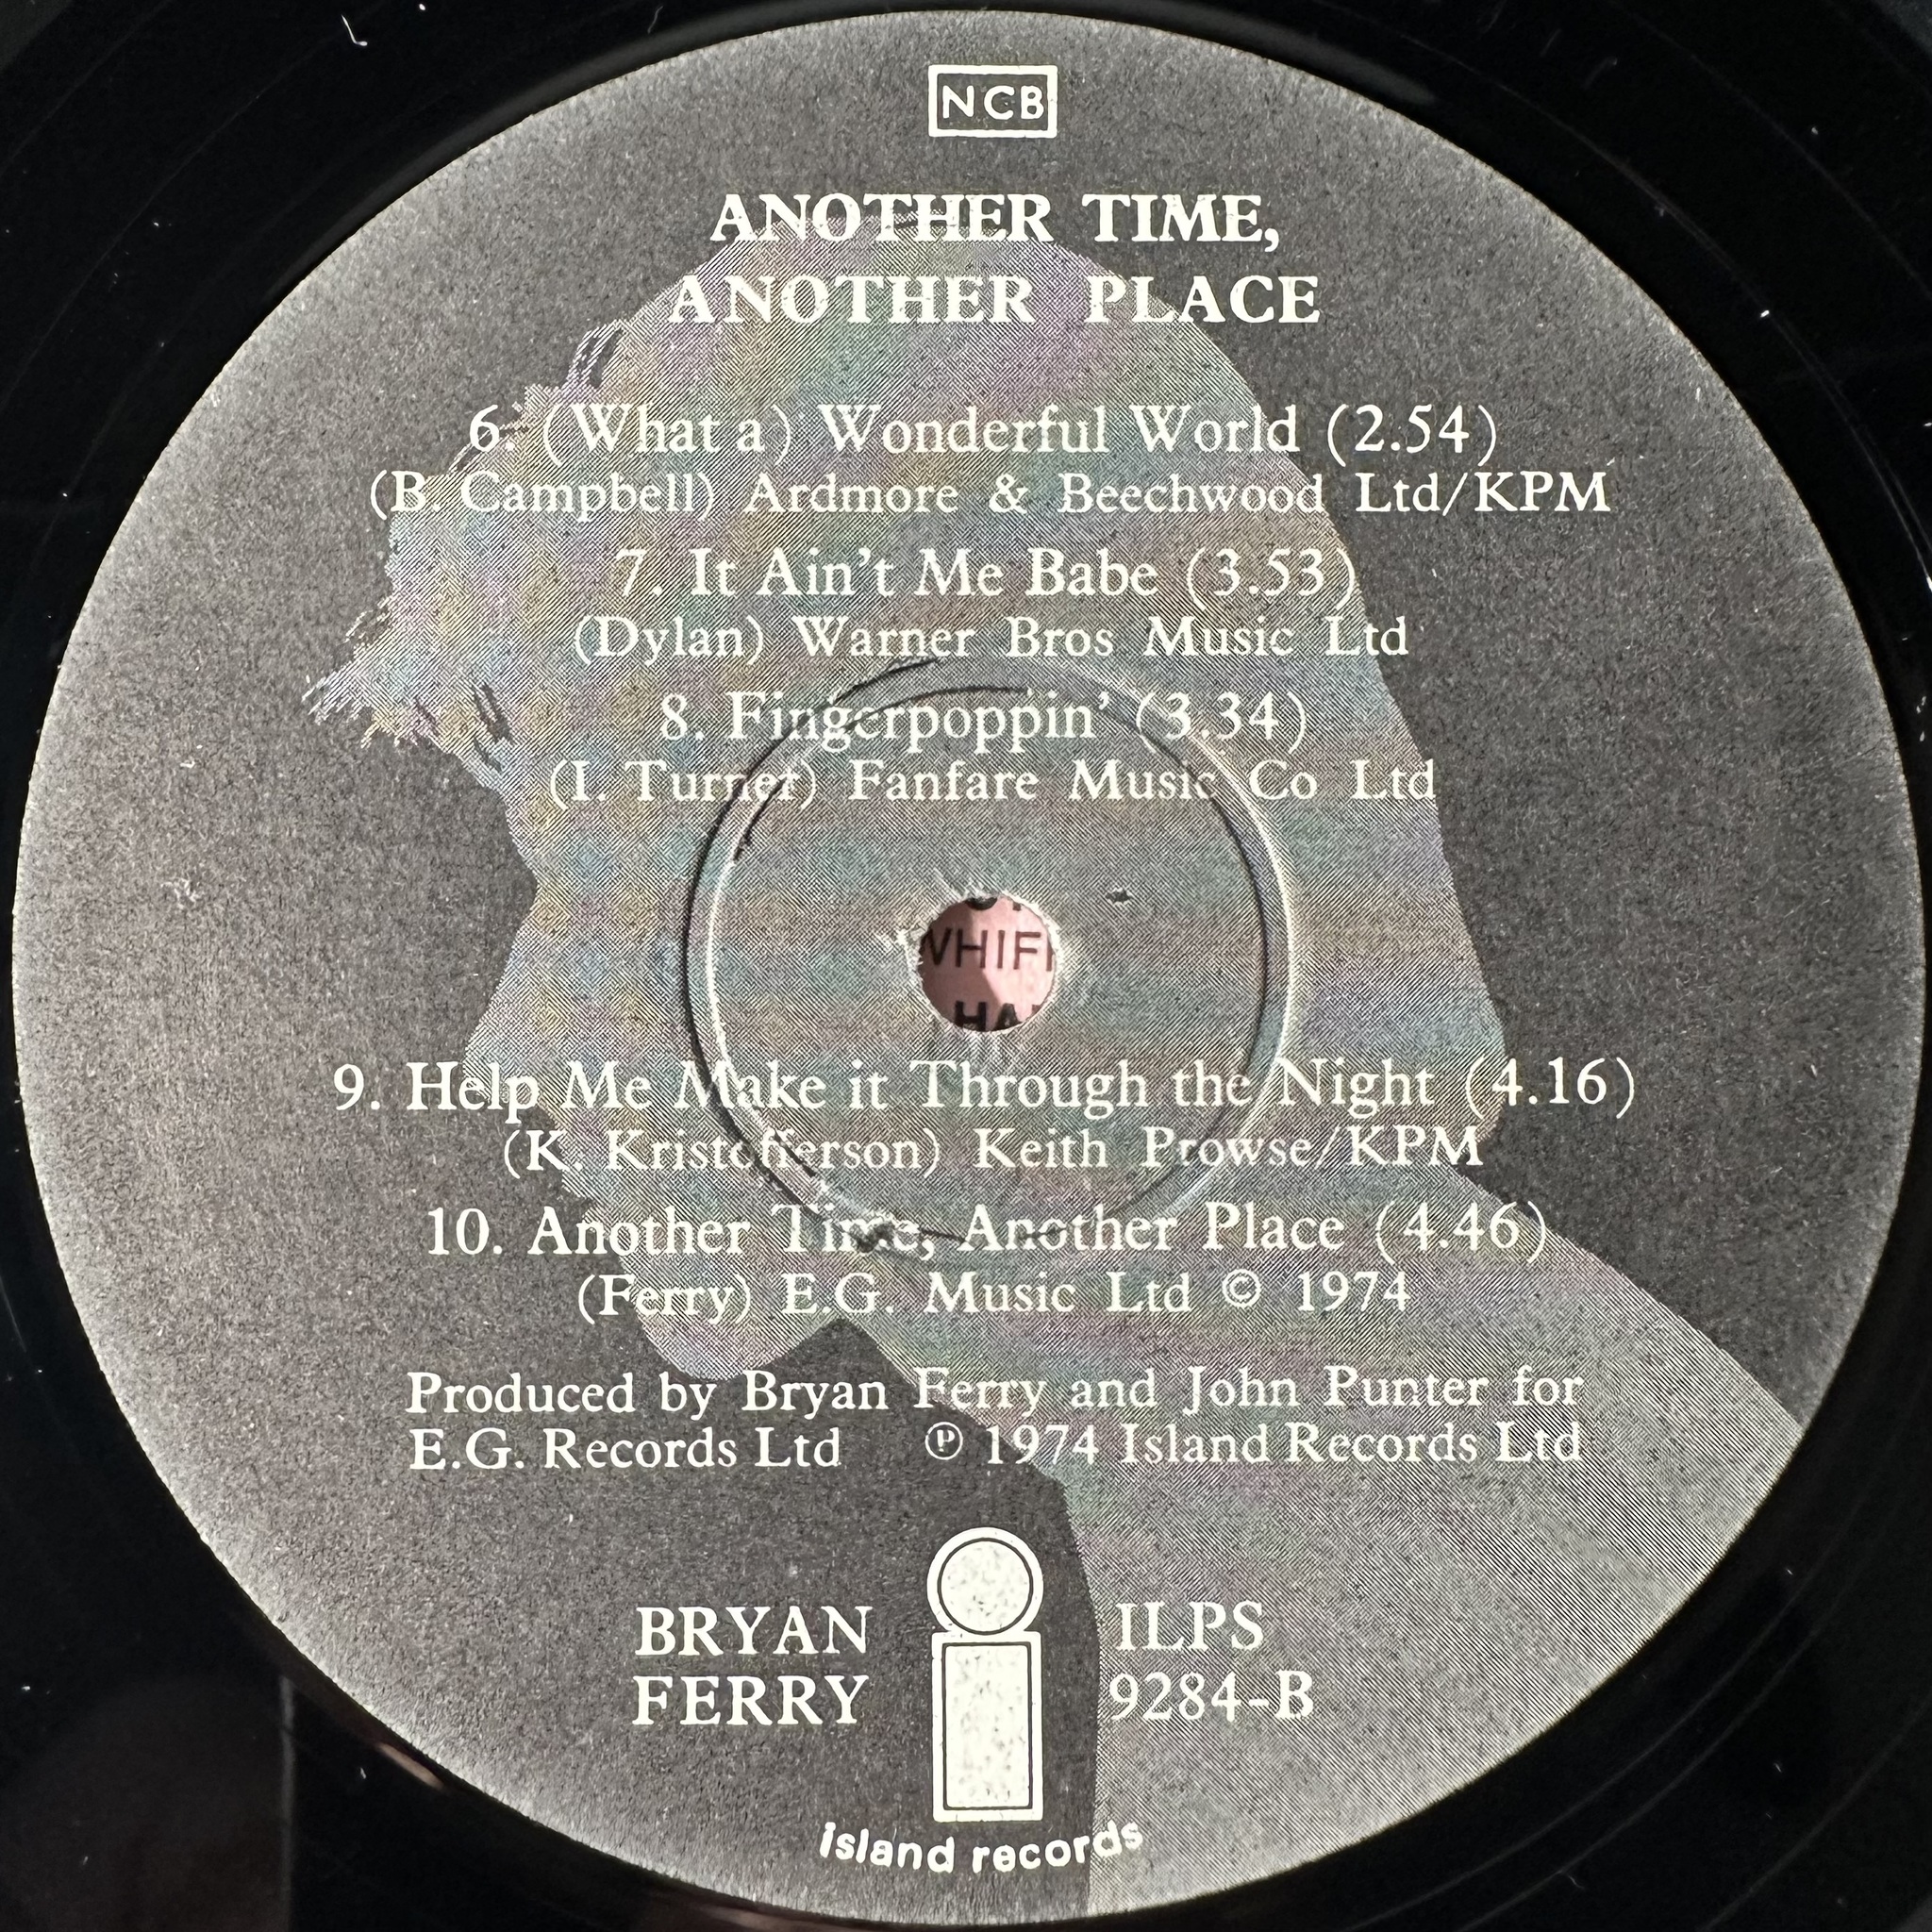 NCB
ANOTHER TIME,
ANOTHER PLACE
6. (What a) Wonderful World (2.54)
(B. Campbell) Ardmore & Beechwood Ltd/KPM
7. It Ain't Me Babe (3.53)
(Dylan) Warner Bros Music Ltd
8. Fingerpoppin' (3.34)
(I. Turner) Fanfare Music Co Ltd
9. Help Me Make it Through the Night (4.16)
(K. Kristofferson) Keith Prowse/KPM
10. Another Time, Another Place (4.46)
(Ferry) E.G. Music Ltd © 1974
Produced by Bryan Ferry and John Punter for
E.G. Records Ltd ℗ 1974 Island Records Ltd
BRYAN
FERRY
ILPS
9284-B
island records